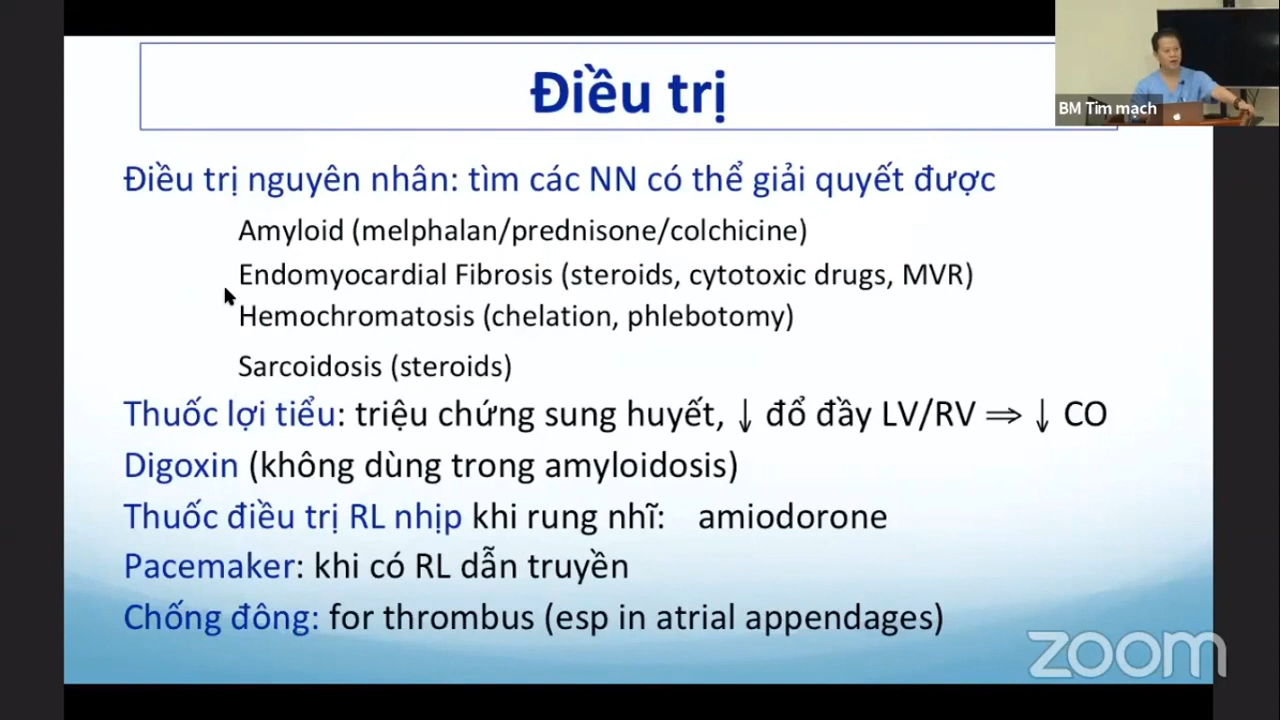 Điều trị
BM Tim mạch
Điều trị nguyên nhân: tìm các NN có thể giải quyết được
Amyloid (melphalan/prednisone/colchicine)
Endomyocardial Fibrosis (steroids, cytotoxic drugs, MVR)
Hemochromatosis (chelation, phlebotomy)
Sarcoidosis (steroids)
Thuốc lợi tiểu: triệu chứng sung huyết, ↓ đổ đầy LV/RV ⇒ ↓ CO
Digoxin (không dùng trong amyloidosis)
Thuốc điều trị RL nhịp khi rung nhĩ: amiodorone
Pacemaker: khi có RL dẫn truyền
Chống đông: for thrombus (esp in atrial appendages)
zoom